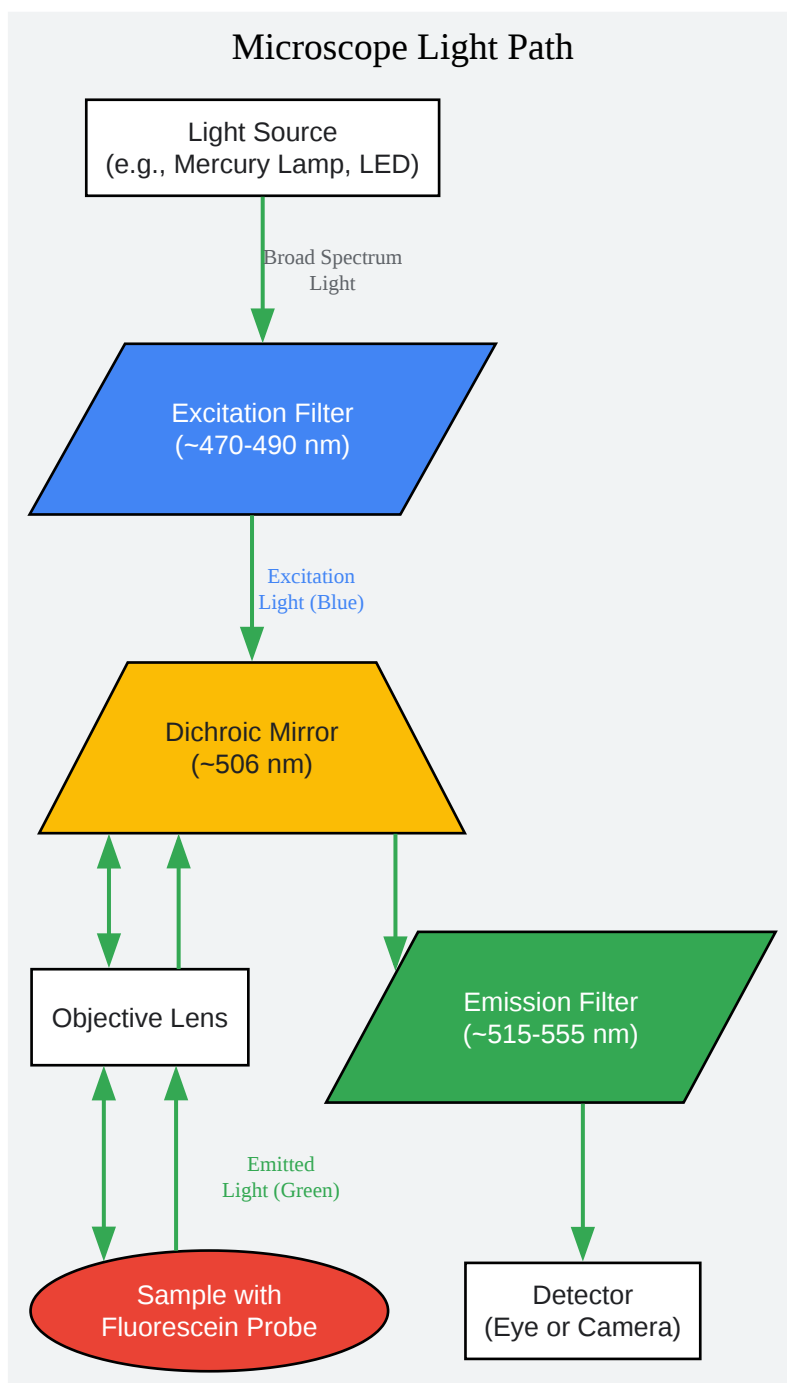 Microscope Light Path
Light Source
(e.g., Mercury Lamp, LED)
Broad Spectrum
Light
Excitation Filter
(~470-490 nm)
Excitation
Light (Blue)
Dichroic Mirror
(~506 nm)
Objective Lens
Emission Filter
(~515-555 nm)
Emitted
Light (Green)
Sample with
Fluorescein Probe
Detector
(Eye or Camera)